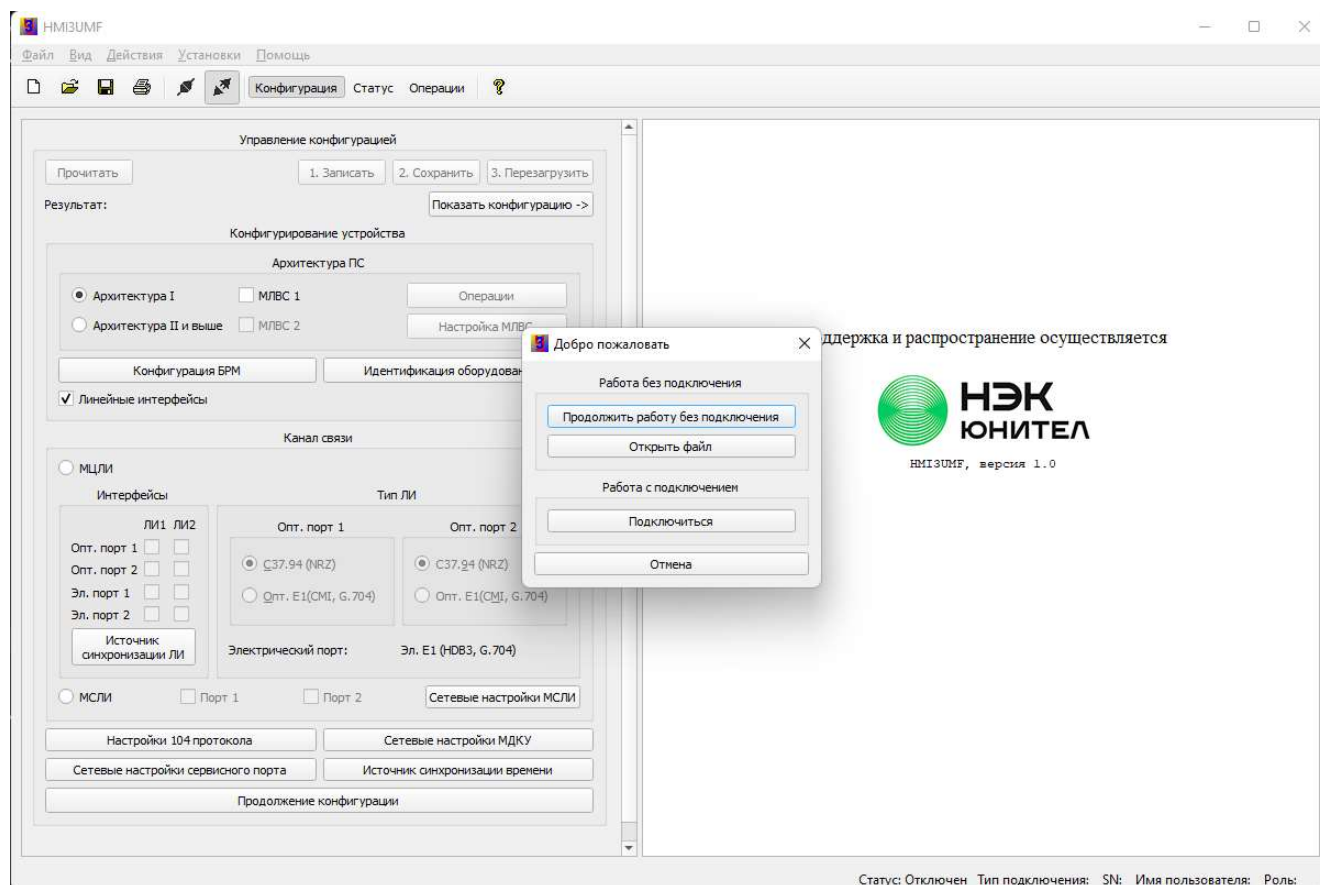 HMI3UMF
Файл Вид Действия Установки Помощь
Конфигурация Статус Операции
Управление конфигурацией
Прочитать 1. Записать 2. Сохранить 3. Перезагрузить
Результат: Показать конфигурацию ->
Конфигурирование устройства
Архитектура ПС
Архитектура I МЛВС 1 Операции
Архитектура II и выше МЛВС 2 Настройка
Конфигурация БРМ Идентификация
Линейные интерфейсы
Канал связи
МЦЛИ
Интерфейсы Тип ЛИ
ЛИ1 ЛИ2 Опт. порт 1 Опт. порт 2
Опт. порт 1
Опт. порт 2 C37.94 (NRZ) C37.94 (NRZ)
Эл. порт 1 Опт. E1(CMI, G.704) Опт. E1(CMI, G.704)
Эл. порт 2
Источник
синхронизации ЛИ Электрический порт: Эл. E1 (HDB3, G.704)
МСЛИ Порт 1 Порт 2 Сетевые настройки МСЛИ
Настройки 104 протокола Сетевые настройки МДКУ
Сетевые настройки сервисного порта Источник синхронизации времени
Продолжение конфигурации
Добро пожаловать
Работа без подключения
Продолжить работу без подключения
Открыть файл
Работа с подключением
Подключиться
Отмена
и распространение осуществляется
НЭК
ЮНИТЕЛ
HMI3UMF, версия 1.0
Статус: Отключен Тип подключения: SN: Имя пользователя: Роль: